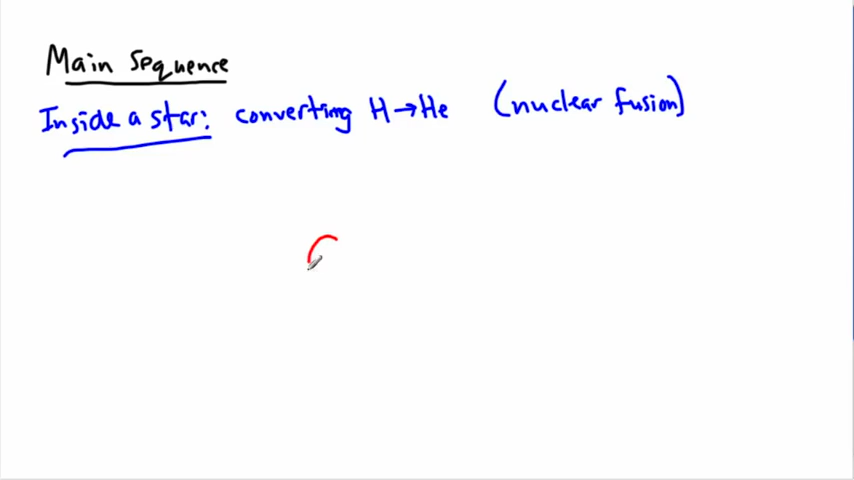 Main Sequence
Inside a star: converting H→He (nuclear fusion)